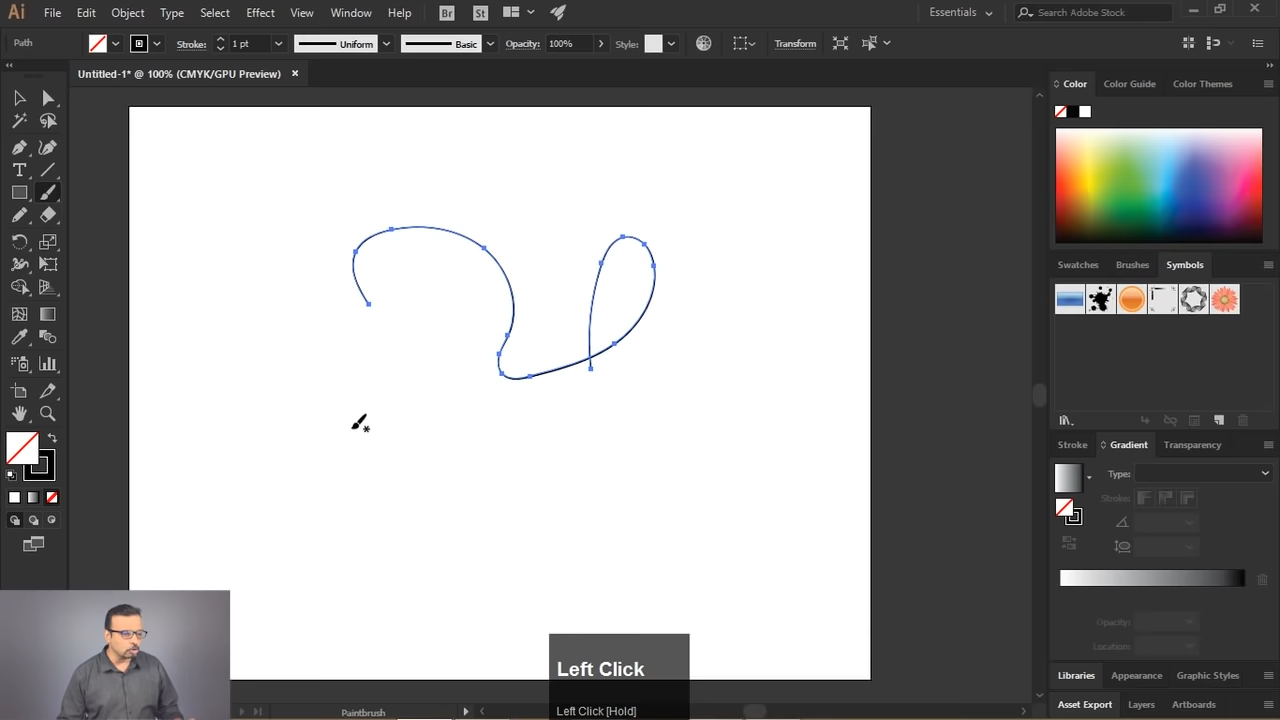 Ai File Edit Object Type Select Effect View Window Help Br St Essentials Search Adobe Stock
Path Stroke: 1 pt Uniform Basic Opacity: 100% Style: Transform
Untitled-1* @ 100% (CMYK/GPU Preview) ×
Color Color Guide Color Themes
Swatches Brushes Symbols
Stroke Gradient Transparency
Type:
Stroke:
Opacity:
Location:
Left Click
Left Click [Hold]
Libraries Appearance Graphic Styles
Asset Export Layers Artboards
Paintbrush